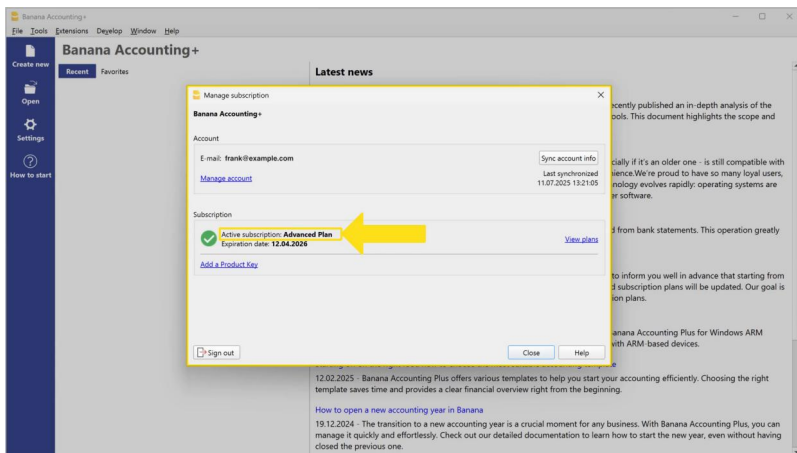 Banana Accounting+
File Tools Extensions Develop Window Help
Create new
Open
Settings
How to start
Banana Accounting+
Recent Favorites
Latest news
Manage subscription
Banana Accounting+
Account
E-mail: frank@example.com
Sync account info
Manage account
Last synchronized
11.07.2025 13:21:05
Subscription
Active subscription: Advanced Plan
Expiration date: 12.04.2026
View plans
Add a Product Key
Sign out
Close
Help
ecently published an in-depth analysis of the
ools. This document highlights the scope and
cially if it's an older one - is still compatible with
ience.We're proud to have so many loyal users,
nology evolves rapidly: operating systems are
er software.
d from bank statements. This operation greatly
to inform you well in advance that starting from
d subscription plans will be updated. Our goal is
ion plans.
anana Accounting Plus for Windows ARM
with ARM-based devices.
12.02.2025 - Banana Accounting Plus offers various templates to help you start your accounting efficiently. Choosing the right
template saves time and provides a clear financial overview right from the beginning.
How to open a new accounting year in Banana
19.12.2024 - The transition to a new accounting year is a crucial moment for any business. With Banana Accounting Plus, you can
manage it quickly and effortlessly. Check out our detailed documentation to learn how to start the new year, even without having
closed the previous one.